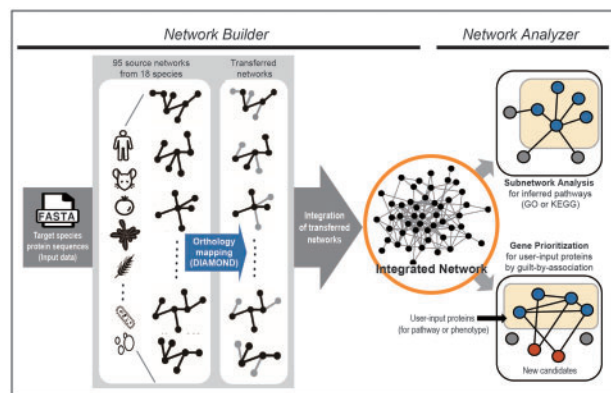 Network Builder
Network Analyzer
95 source networks
from 18 species
Transferred
networks
FASTA
Target species
protein sequences
(Input data)
Orthology
mapping
(DIAMOND)
Integration
of transferred
networks
Integrated Network
Subnetwork Analysis
for inferred pathways
(GO or KEGG)
Gene Prioritization
for user-input proteins
by guilt-by-association
User-input proteins
(for pathway or phenotype)
New candidates